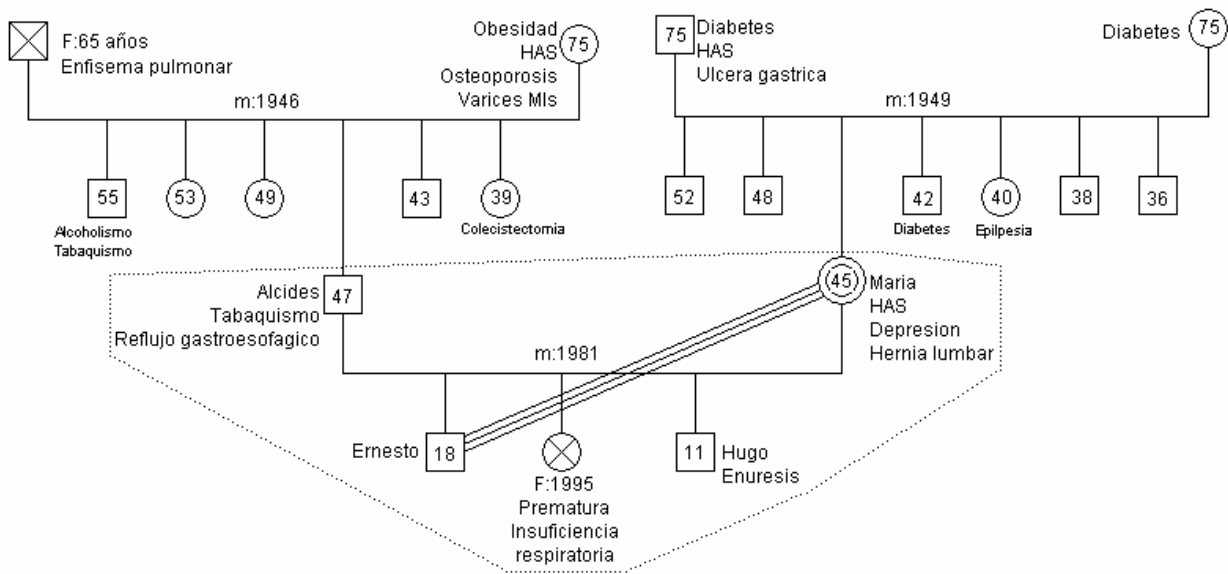 F:65 años
Enfisema pulmonar
Obesidad
HAS
Osteoporosis
Varices MIs
75
75
Diabetes
HAS
Ulcera gastrica
Diabetes
75
m:1946
m:1949
55
53
49
43
39
52
48
42
40
38
36
Alcoholismo
Tabaquismo
Colecistectomia
Diabetes
Epilpesia
Alcides
Tabaquismo
Reflujo gastroesofagico
47
45
Maria
HAS
Depresion
Hernia lumbar
m:1981
Ernesto
18
F:1995
Prematura
Insuficiencia
respiratoria
11
Hugo
Enuresis